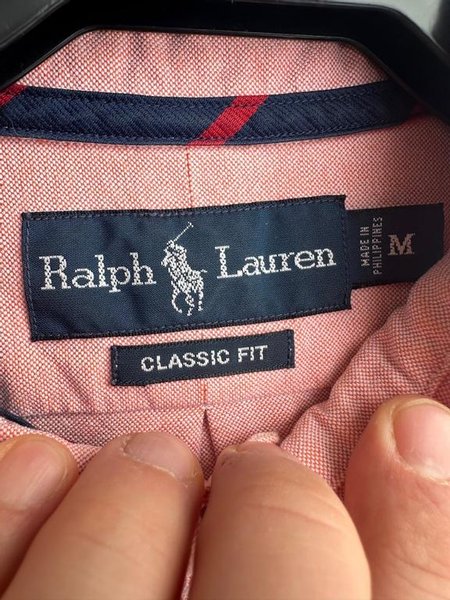 Ralph Lauren
MADE IN
PHILIPPINES
M
CLASSIC FIT